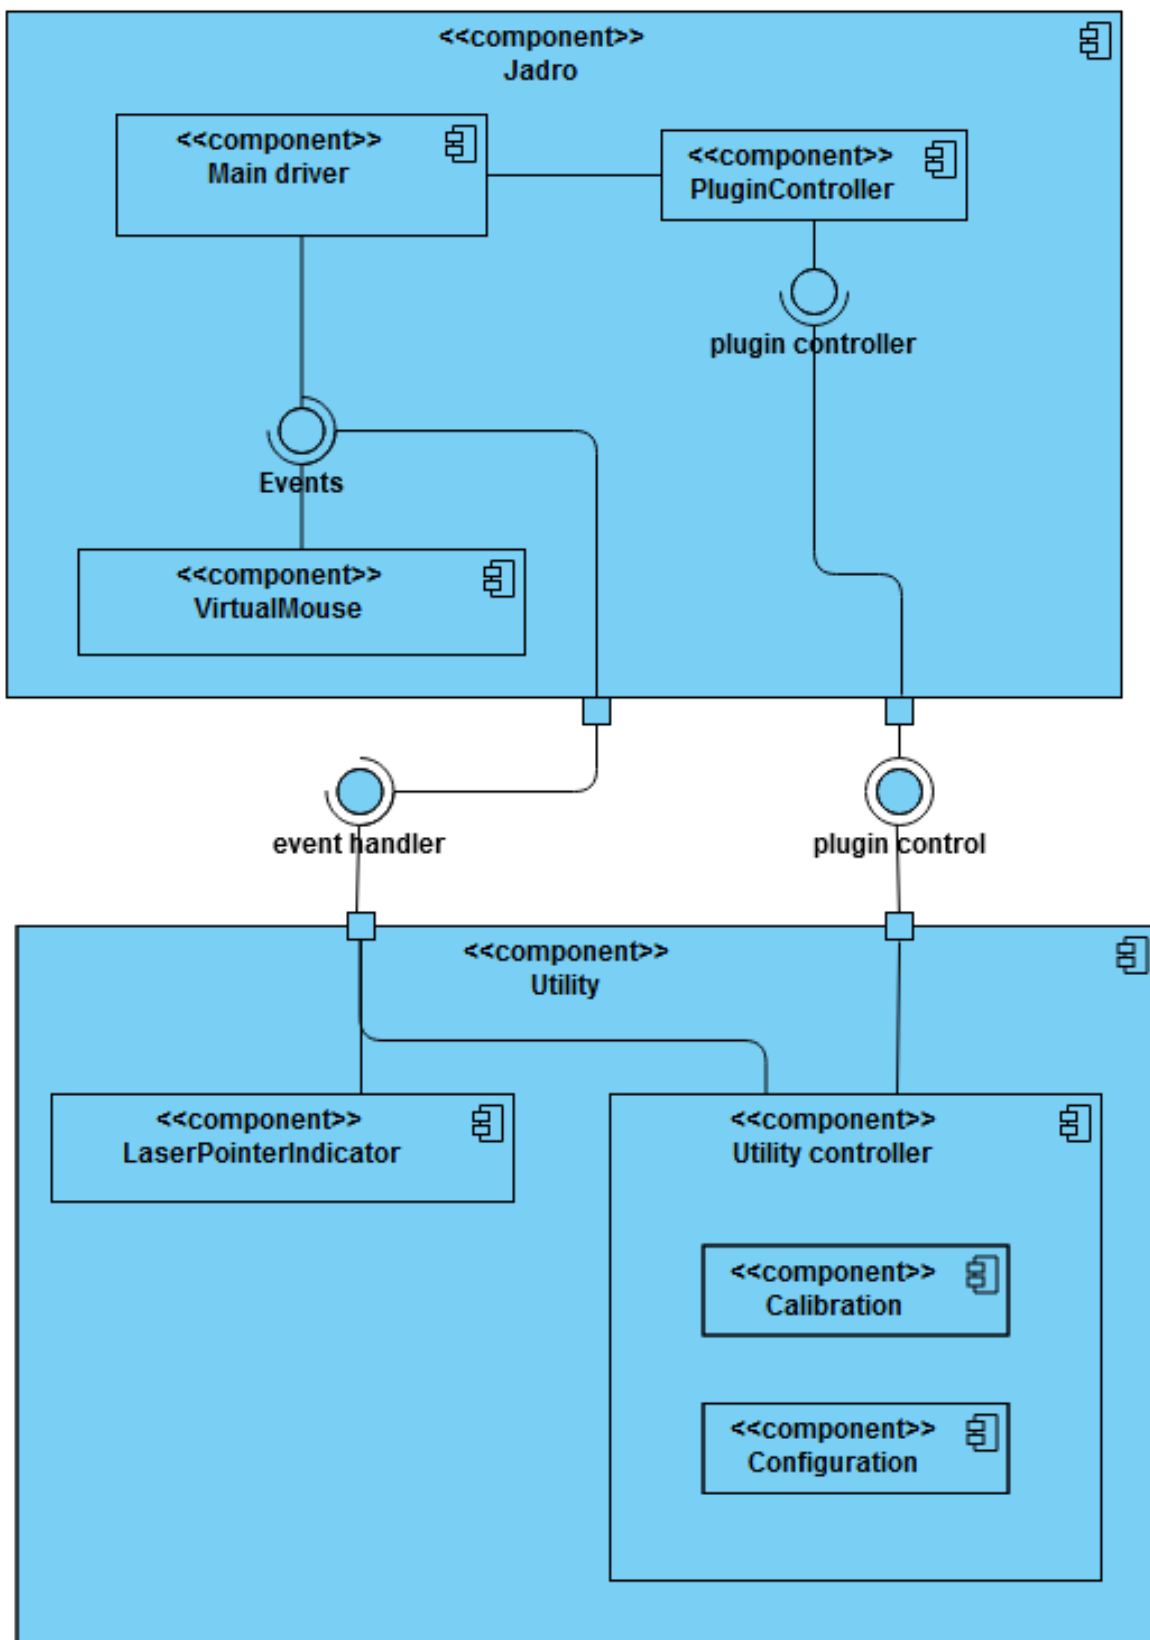 <<component>>
Jadro
<<component>>
Main driver
<<component>>
PluginController
plugin controller
Events
<<component>>
VirtualMouse
event handler
plugin control
<<component>>
Utility
<<component>>
LaserPointerIndicator
<<component>>
Utility controller
<<component>>
Calibration
<<component>>
Configuration